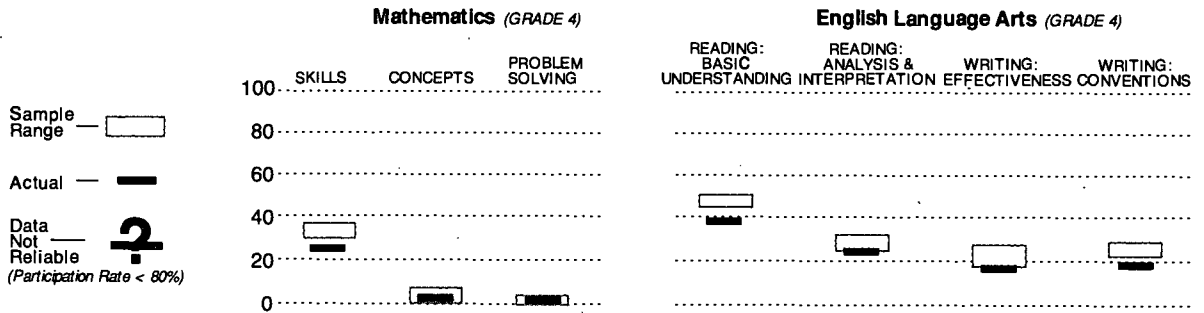 Mathematics (GRADE 4)
English Language Arts (GRADE 4)
SKILLS
CONCEPTS
PROBLEM
SOLVING
READING:
BASIC
UNDERSTANDING
READING:
ANALYSIS &
INTERPRETATION
WRITING:
EFFECTIVENESS
WRITING:
CONVENTIONS
100
80
60
40
20
0
Sample
Range
Actual
Data
Not
Reliable
?
(Participation Rate < 80%)